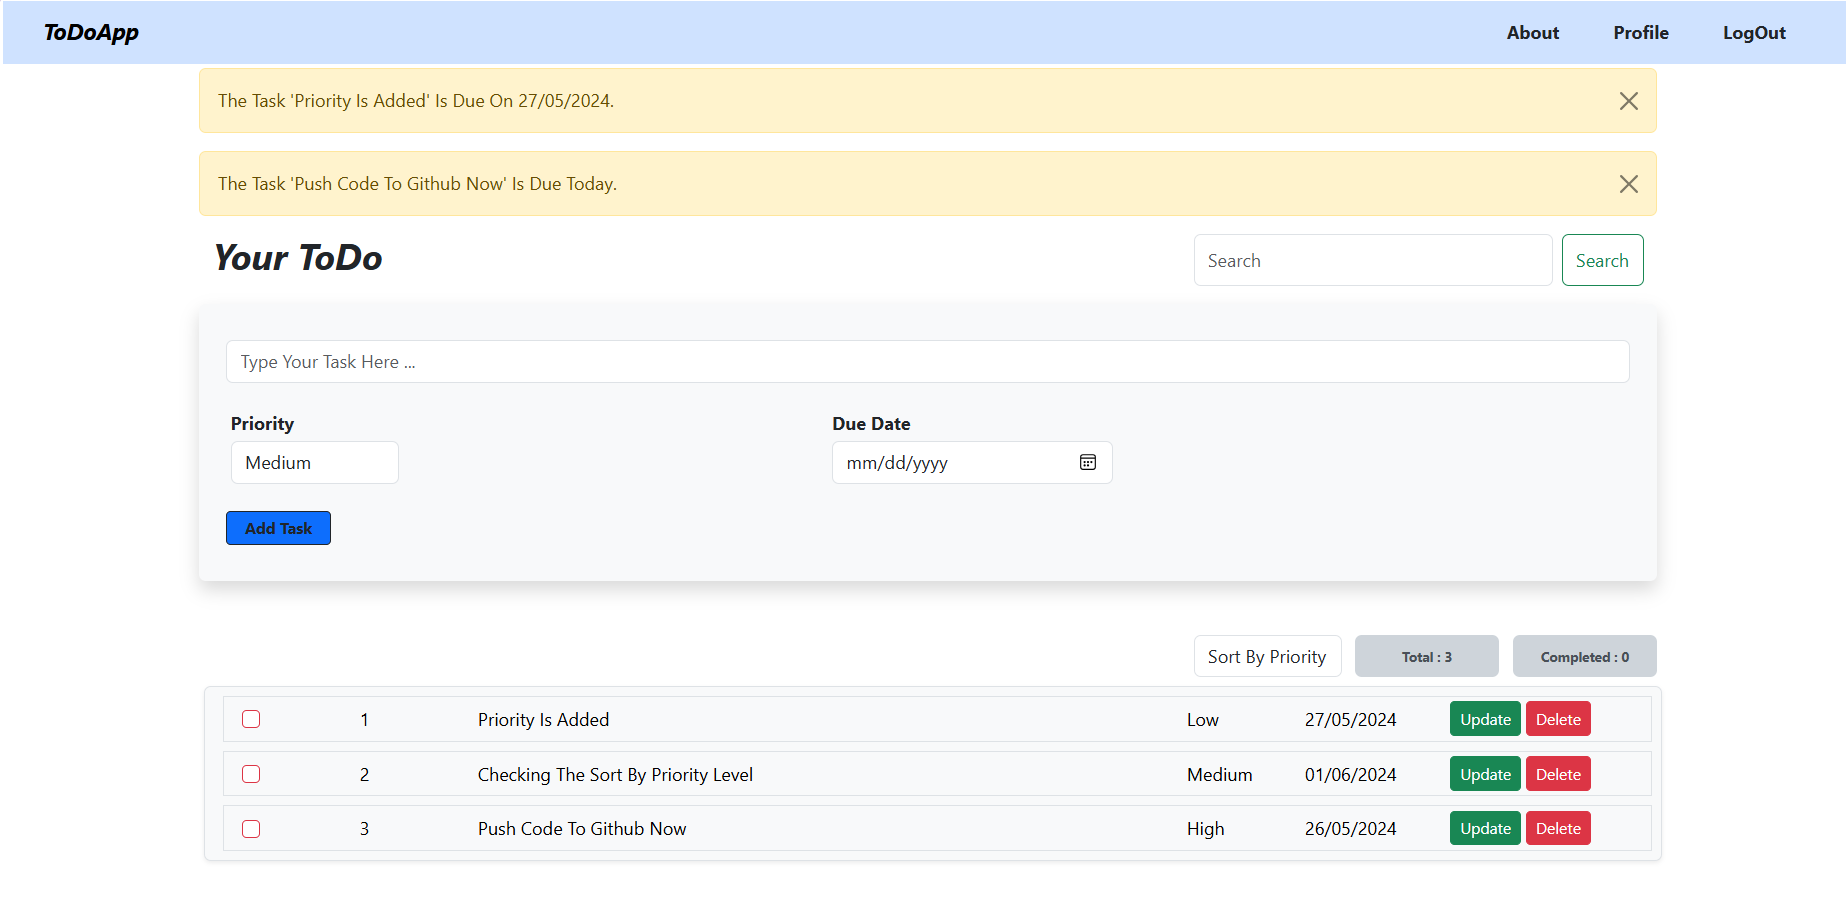 ToDoApp About Profile LogOut
The Task 'Priority Is Added' Is Due On 27/05/2024.
The Task 'Push Code To Github Now' Is Due Today.
Your ToDo Search Search
Type Your Task Here ...
Priority Due Date
Medium mm/dd/yyyy
Add Task
Sort By Priority Total : 3 Completed : 0
1 Priority Is Added Low 27/05/2024 Update Delete
2 Checking The Sort By Priority Level Medium 01/06/2024 Update Delete
3 Push Code To Github Now High 26/05/2024 Update Delete